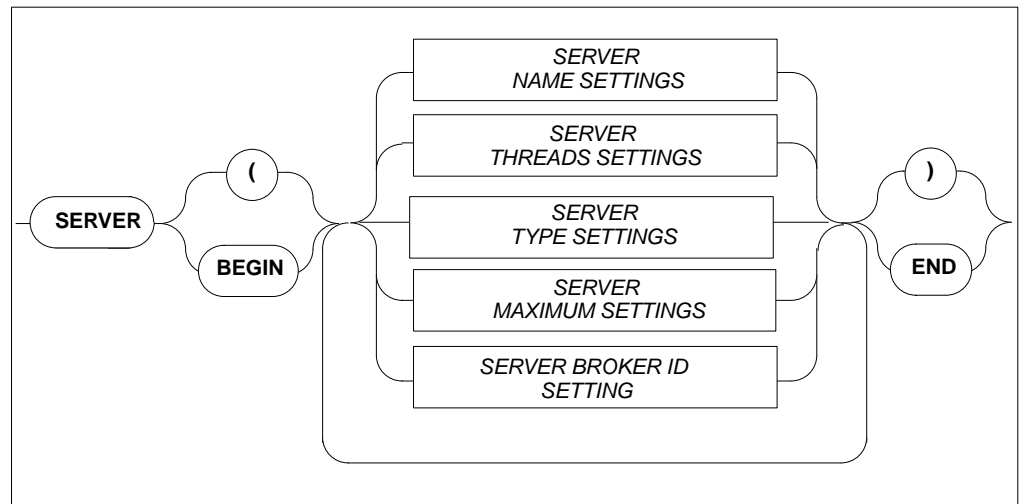 SERVER
(
BEGIN
SERVER
NAME SETTINGS
SERVER
THREADS SETTINGS
SERVER
TYPE SETTINGS
SERVER
MAXIMUM SETTINGS
SERVER BROKER ID
SETTING
)
END